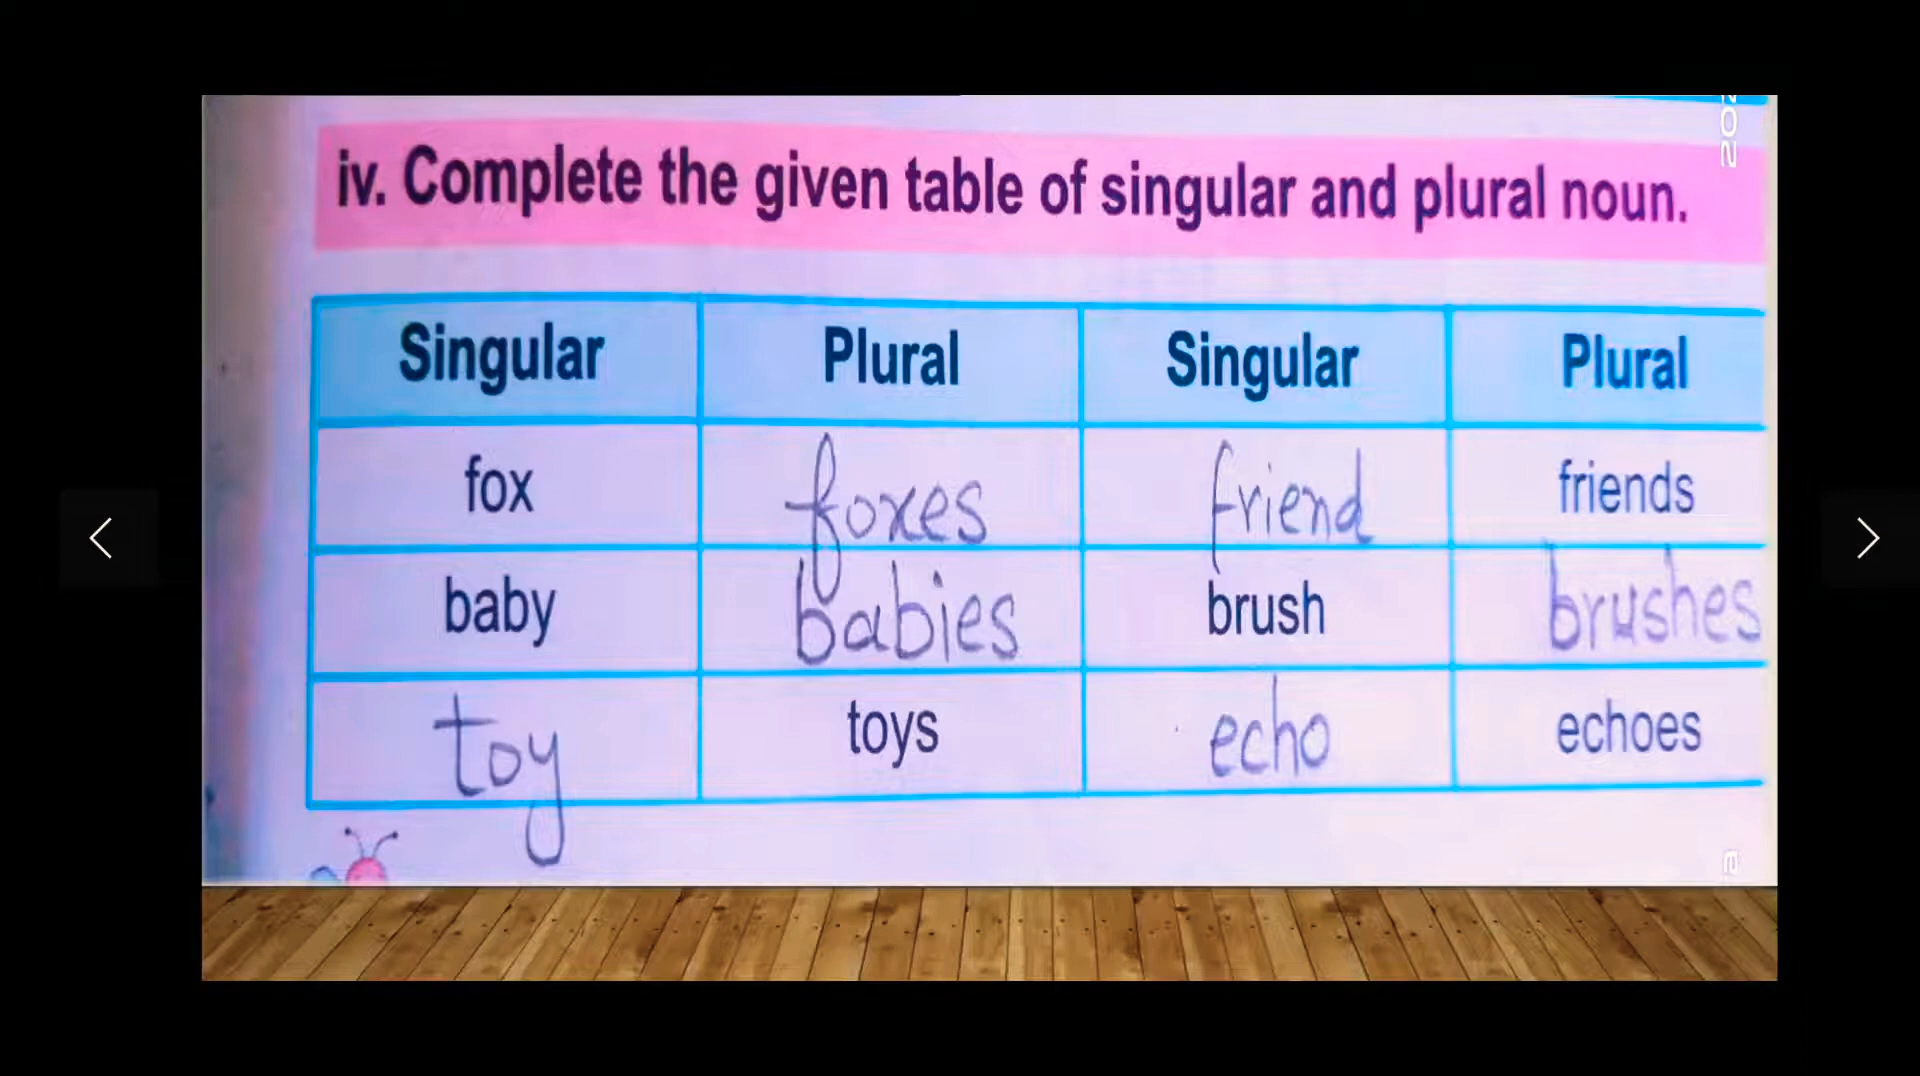 iv. Complete the given table of singular and plural noun.
Singular Plural Singular Plural
fox foxes friend friends
baby babies brush brushes
toy toys echo echoes